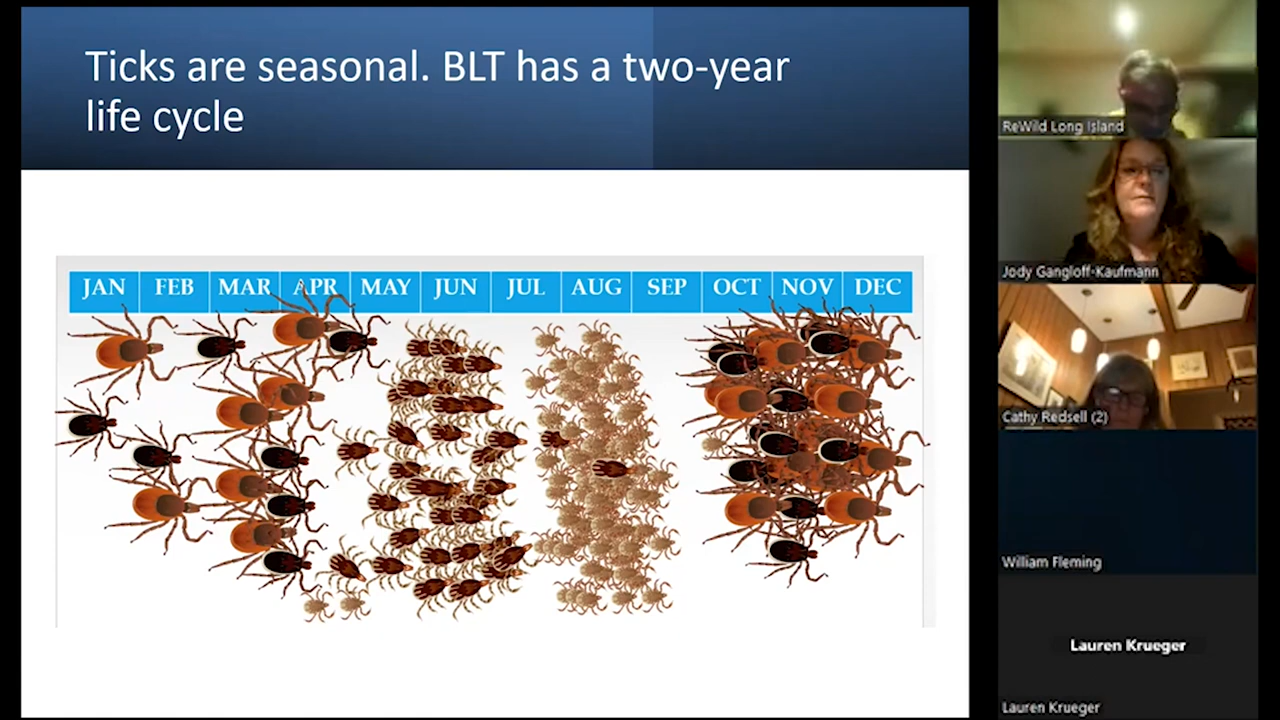 Ticks are seasonal. BLT has a two-year
life cycle
JAN FEB MAR APR MAY JUN JUL AUG SEP OCT NOV DEC
ReWild Long Island
Jody Gangloff-Kaufmann
Cathy Redsell (2)
William Fleming
Lauren Krueger
Lauren Krueger